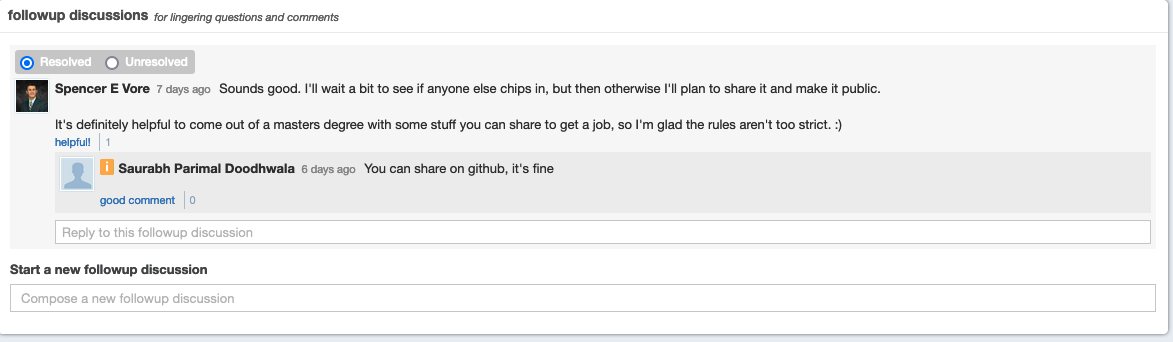 followup discussions for lingering questions and comments
Resolved Unresolved
Spencer E Vore 7 days ago Sounds good. I'll wait a bit to see if anyone else chips in, but then otherwise I'll plan to share it and make it public.
It's definitely helpful to come out of a masters degree with some stuff you can share to get a job, so I'm glad the rules aren't too strict. :)
helpful! 1
i Saurabh Parimal Doodhwala 6 days ago You can share on github, it's fine
good comment 0
Reply to this followup discussion
Start a new followup discussion
Compose a new followup discussion